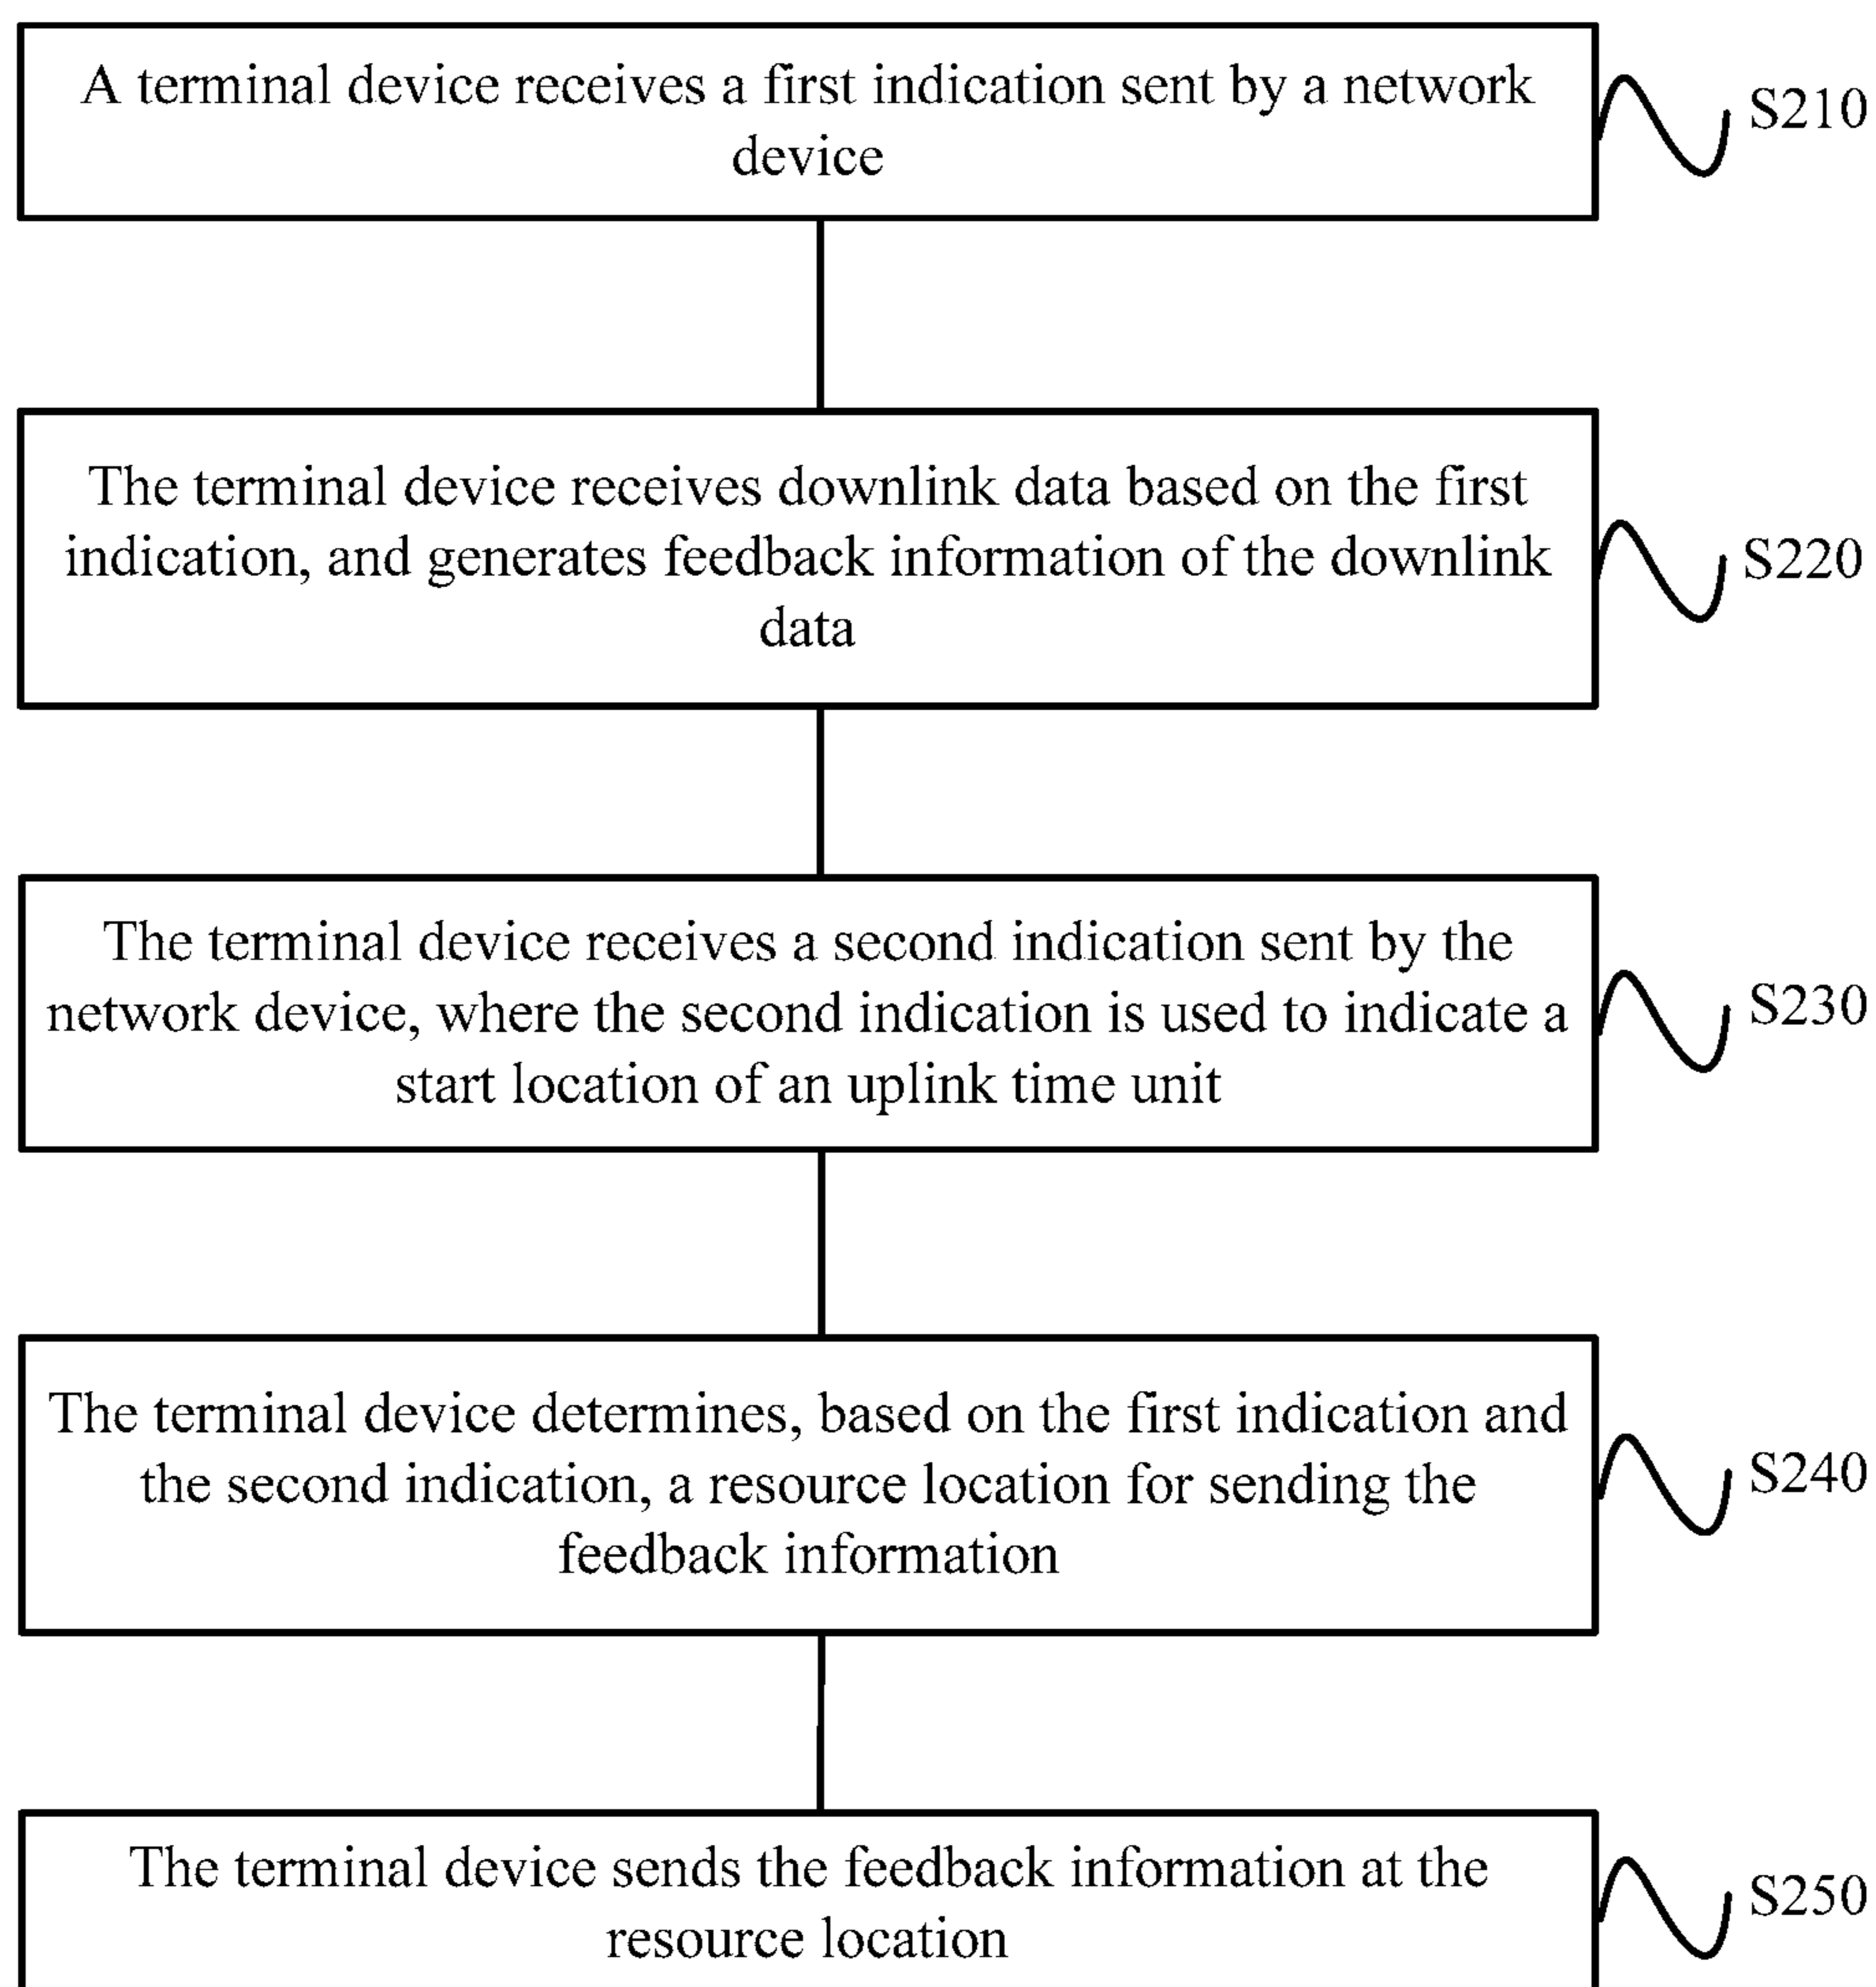 A terminal device receives a first indication sent by a network
device
S210
The terminal device receives downlink data based on the first
indication, and generates feedback information of the downlink
data
S220
The terminal device receives a second indication sent by the
network device, where the second indication is used to indicate a
start location of an uplink time unit
S230
The terminal device determines, based on the first indication and
the second indication, a resource location for sending the
feedback information
S240
The terminal device sends the feedback information at the
resource location
S250